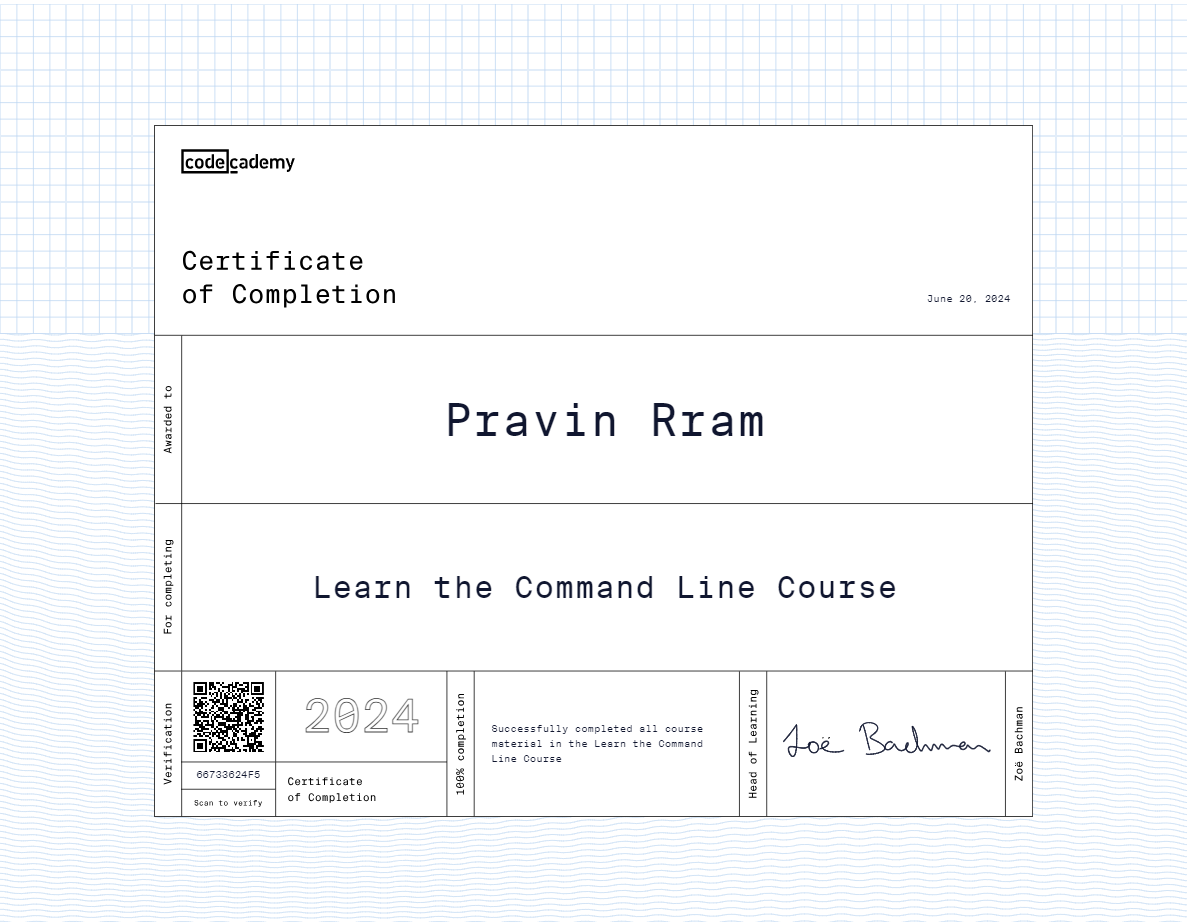 codecademy
Certificate
of Completion
June 20, 2024
Awarded to
Pravin Rram
For completing
Learn the Command Line Course
Verification
66733624F5
Scan to verify
2024
Certificate
of Completion
100% completion
Successfully completed all course
material in the Learn the Command
Line Course
Head of Learning
Zoë Bachman
Zoë Bachman